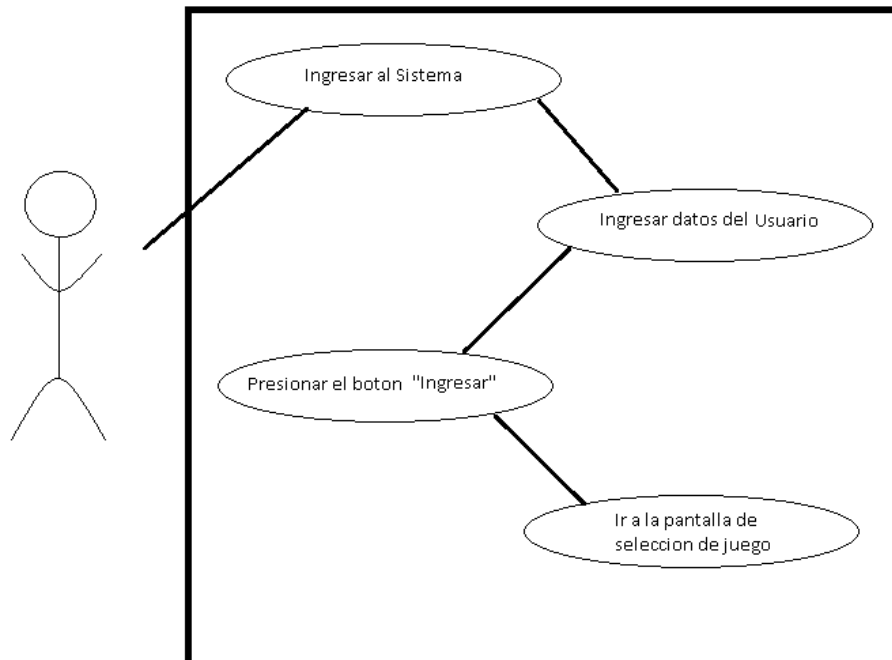 Ingresar al Sistema
Ingresar datos del Usuario
Presionar el boton "Ingresar"
Ir a la pantalla de
seleccion de juego